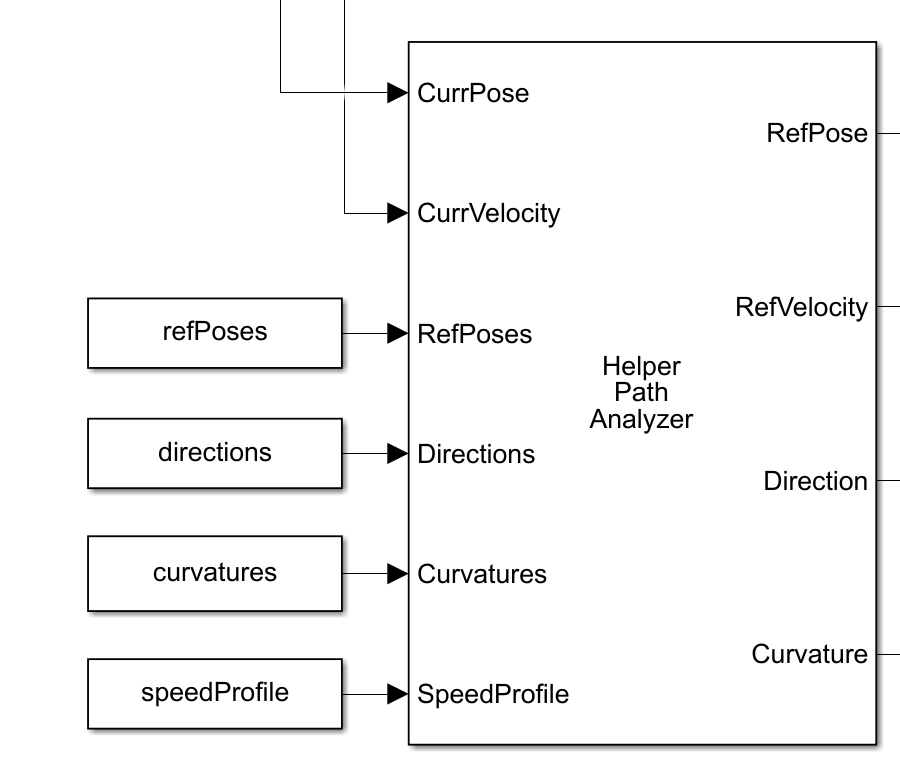 CurrPose
RefPose
CurrVelocity
RefVelocity
refPoses
RefPoses
Helper
Path
Analyzer
directions
Directions
Direction
curvatures
Curvatures
Curvature
speedProfile
SpeedProfile